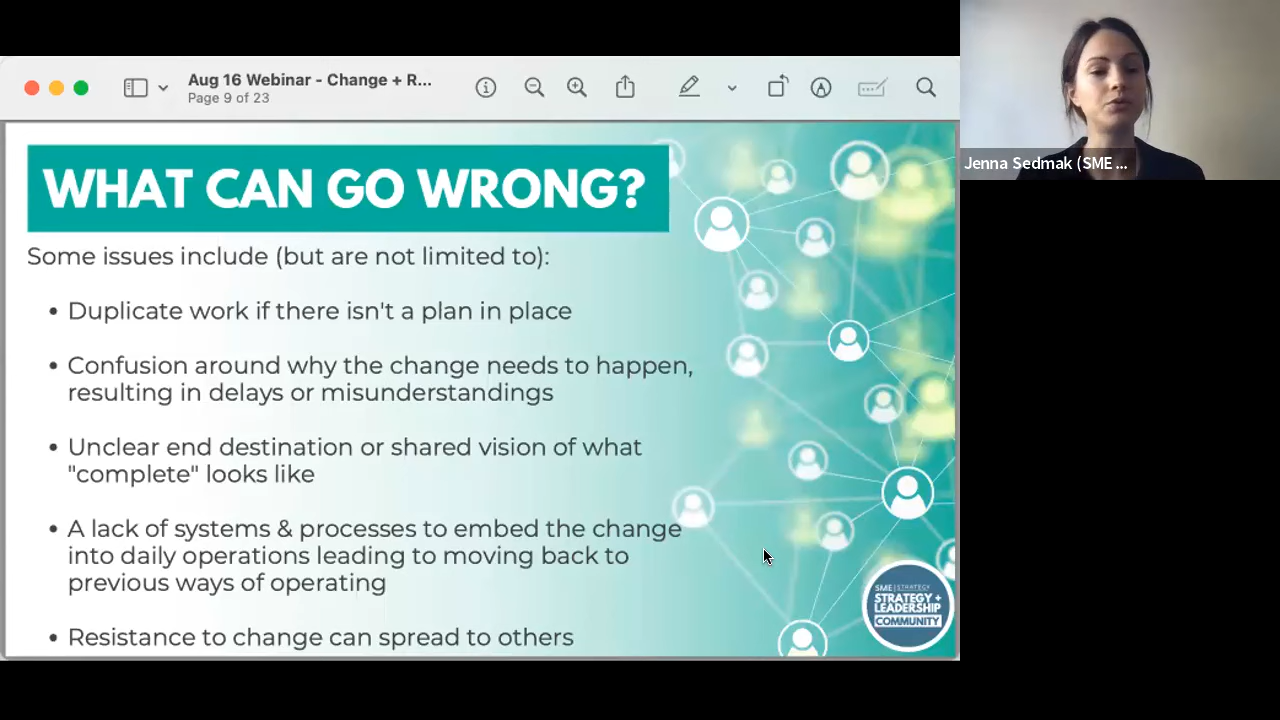 Aug 16 Webinar - Change + R...
Page 9 of 23
Jenna Sedmak (SME ...
WHAT CAN GO WRONG?
Some issues include (but are not limited to):
• Duplicate work if there isn't a plan in place
• Confusion around why the change needs to happen,
resulting in delays or misunderstandings
• Unclear end destination or shared vision of what
"complete" looks like
• A lack of systems & processes to embed the change
into daily operations leading to moving back to
previous ways of operating
• Resistance to change can spread to others
SME | STRATEGY
STRATEGY +
LEADERSHIP
COMMUNITY